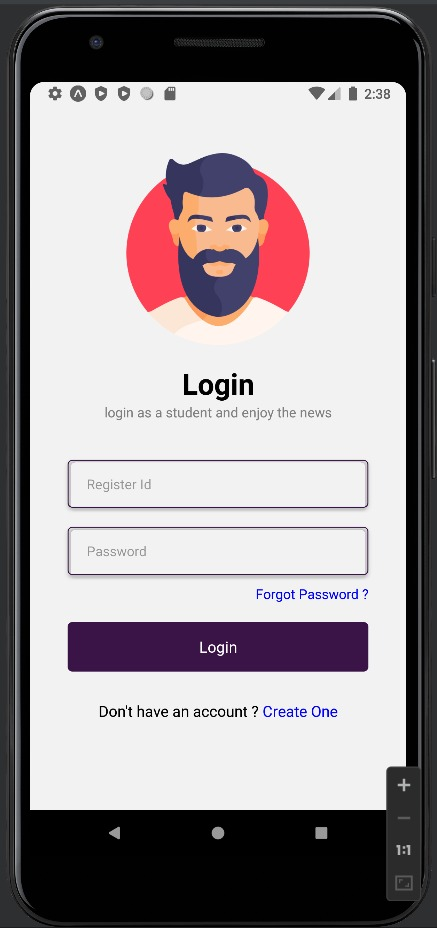 2:38
Login
login as a student and enjoy the news
Register Id
Password
Forgot Password ?
Login
Don't have an account ? Create One
1:1